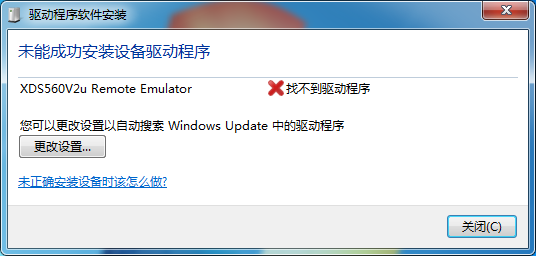 驱动程序软件安装
未能成功安装设备驱动程序
XDS560V2u Remote Emulator 找不到驱动程序
您可以更改设置以自动搜索 Windows Update 中的驱动程序
更改设置...
未正确安装设备时该怎么做?
关闭(C)